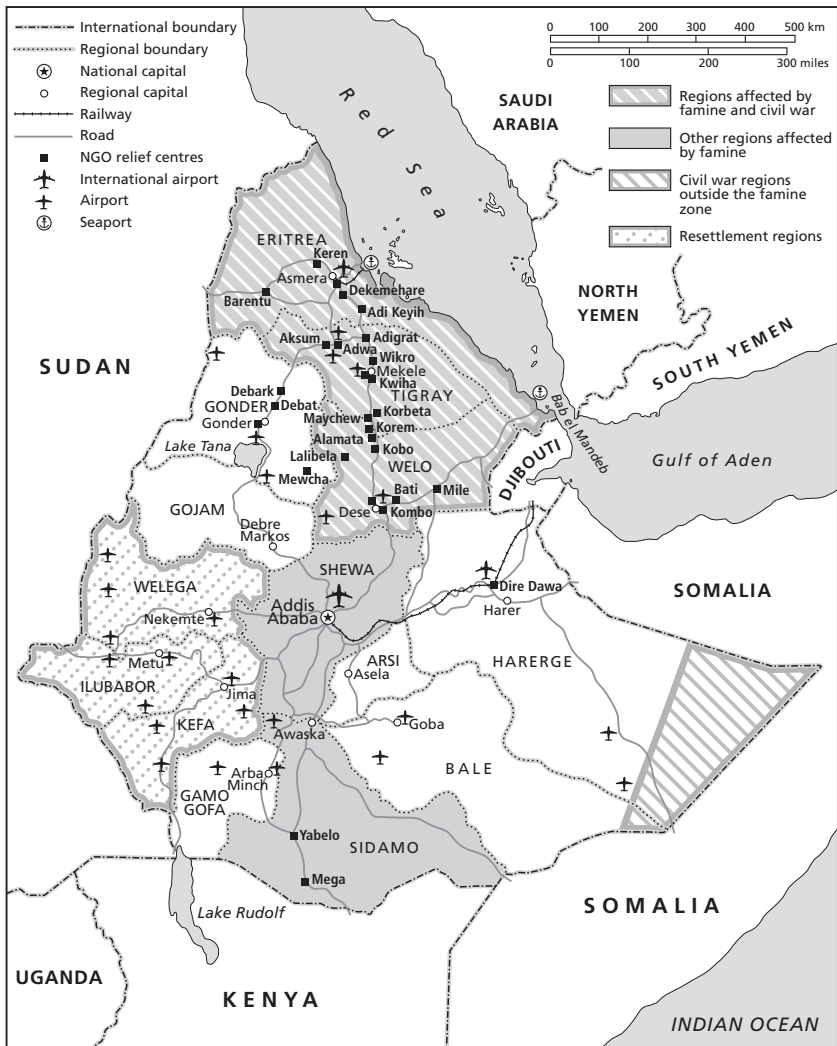 International boundary
Regional boundary
National capital
Regional capital
Railway
Road
NGO relief centres
International airport
Airport
Seaport
0 100 200 300 400 500 km
0 100 200 300 miles
Regions affected by
famine and civil war
Other regions affected
by famine
Civil war regions
outside the famine
zone
Resettlement regions
SAUDI
ARABIA
Red Sea
ERITREA
Keren
Asmera
Dekemehare
Barentu
Adi Keyih
NORTH
YEMEN
SOUTH YEMEN
Aksum
Adwa
Adigrat
Wikro
Mekele
Kwiha
TIGRAY
SUDAN
Debark
GONDER
Debat
Gonder
Maychew
Korbeta
Korem
Alamata
Kobo
Lake Tana
Lalibela
Mewcha
WELO
Bab el Mandeb
DJIBOUTI
Gulf of Aden
GOJAM
Bati
Mile
Dese
Kombo
Debre
Markos
SHEWA
WELEGA
Addis
Ababa
Nekemte
Dire Dawa
Harer
SOMALIA
Metu
ILUBABOR
Jima
KEFA
ARSI
Asela
HARERGE
Awaska
Goba
BALE
Arba
Minch
GAMO
GOFA
Yabelo
SIDAMO
Mega
Lake Rudolf
SOMALIA
UGANDA
KENYA
INDIAN OCEAN